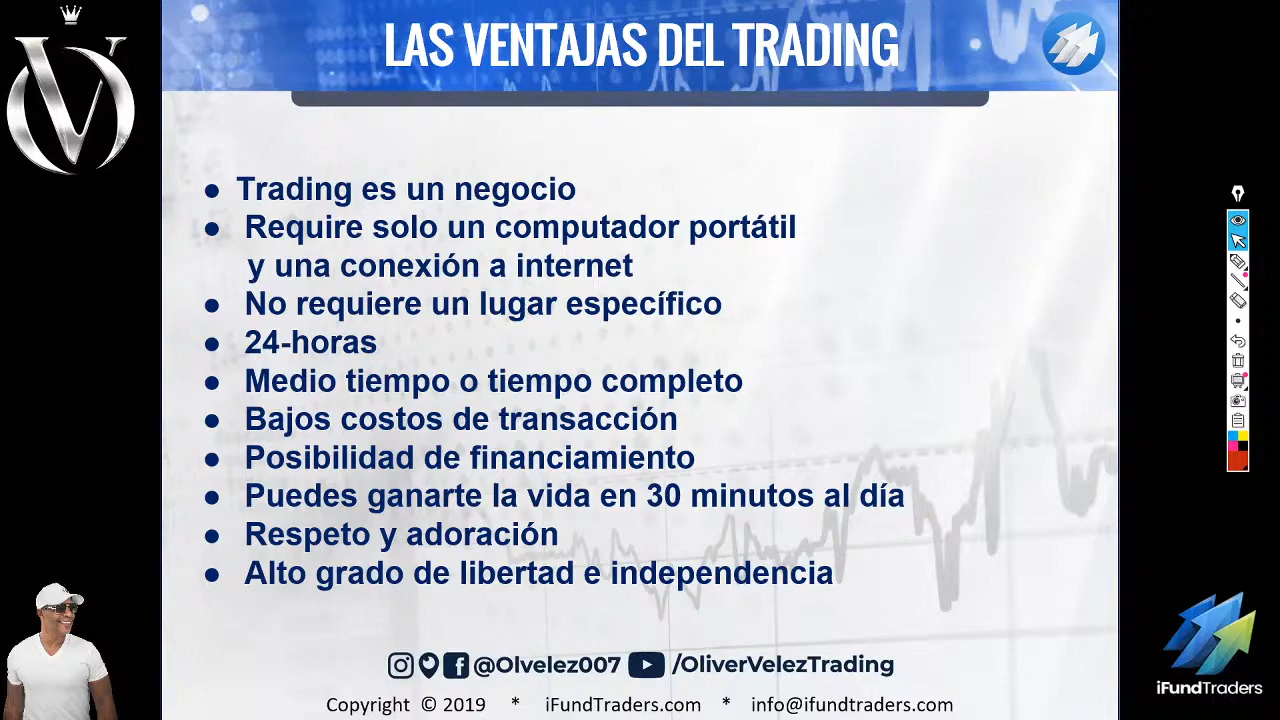 LAS VENTAJAS DEL TRADING
● Trading es un negocio
● Require solo un computador portátil
y una conexión a internet
● No requiere un lugar específico
● 24-horas
● Medio tiempo o tiempo completo
● Bajos costos de transacción
● Posibilidad de financiamiento
● Puedes ganarte la vida en 30 minutos al día
● Respeto y adoración
● Alto grado de libertad e independencia
@Olvelez007 /OliverVelezTrading
Copyright © 2019 * iFundTraders.com * info@ifundtraders.com
iFundTraders
OV